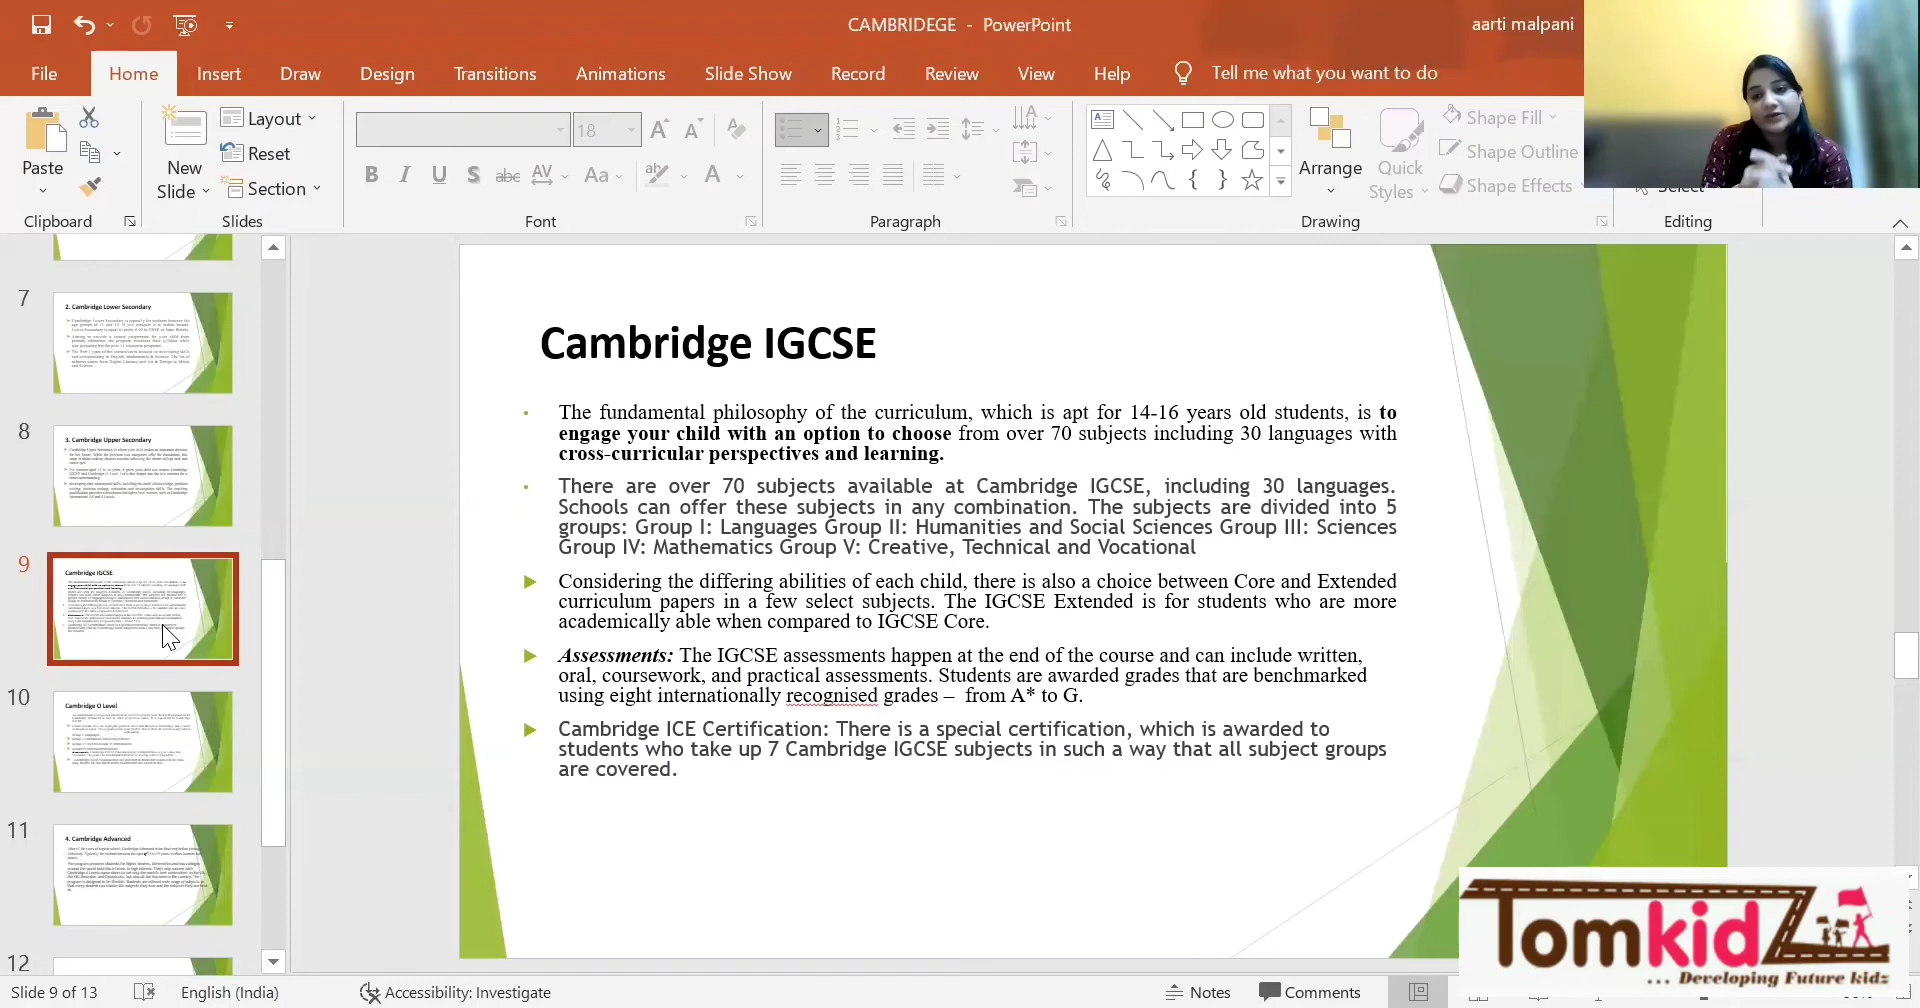 CAMBRIDEGE - PowerPoint
aarti malpani
File Home Insert Draw Design Transitions Animations Slide Show Record Review View Help Tell me what you want to do
Paste
New
Slide
Layout
Reset
Section
18
B I U S abc AV Aa A
Arrange
Quick
Styles
Shape Fill
Shape Outline
Shape Effects
Select
Clipboard Slides Font Paragraph Drawing Editing
7
2. Cambridge Lower Secondary
8
3. Cambridge Upper Secondary
9
Cambridge IGCSE
10
Cambridge O Level
11
4. Cambridge Advanced
12
Cambridge IGCSE
• The fundamental philosophy of the curriculum, which is apt for 14-16 years old students, is to
engage your child with an option to choose from over 70 subjects including 30 languages with
cross-curricular perspectives and learning.
• There are over 70 subjects available at Cambridge IGCSE, including 30 languages.
Schools can offer these subjects in any combination. The subjects are divided into 5
groups: Group I: Languages Group II: Humanities and Social Sciences Group III: Sciences
Group IV: Mathematics Group V: Creative, Technical and Vocational
Considering the differing abilities of each child, there is also a choice between Core and Extended
curriculum papers in a few select subjects. The IGCSE Extended is for students who are more
academically able when compared to IGCSE Core.
Assessments: The IGCSE assessments happen at the end of the course and can include written,
oral, coursework, and practical assessments. Students are awarded grades that are benchmarked
using eight internationally recognised grades – from A* to G.
Cambridge ICE Certification: There is a special certification, which is awarded to
students who take up 7 Cambridge IGCSE subjects in such a way that all subject groups
are covered.
TomkidZ
... Developing Future kidz
Slide 9 of 13 English (India) Accessibility: Investigate Notes Comments